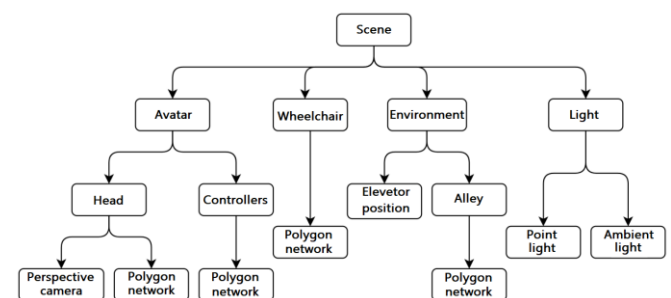 Scene
Avatar
Wheelchair
Environment
Light
Head
Controllers
Elevetor
position
Alley
Polygon
network
Point
light
Ambient
light
Perspective
camera
Polygon
network
Polygon
network
Polygon
network